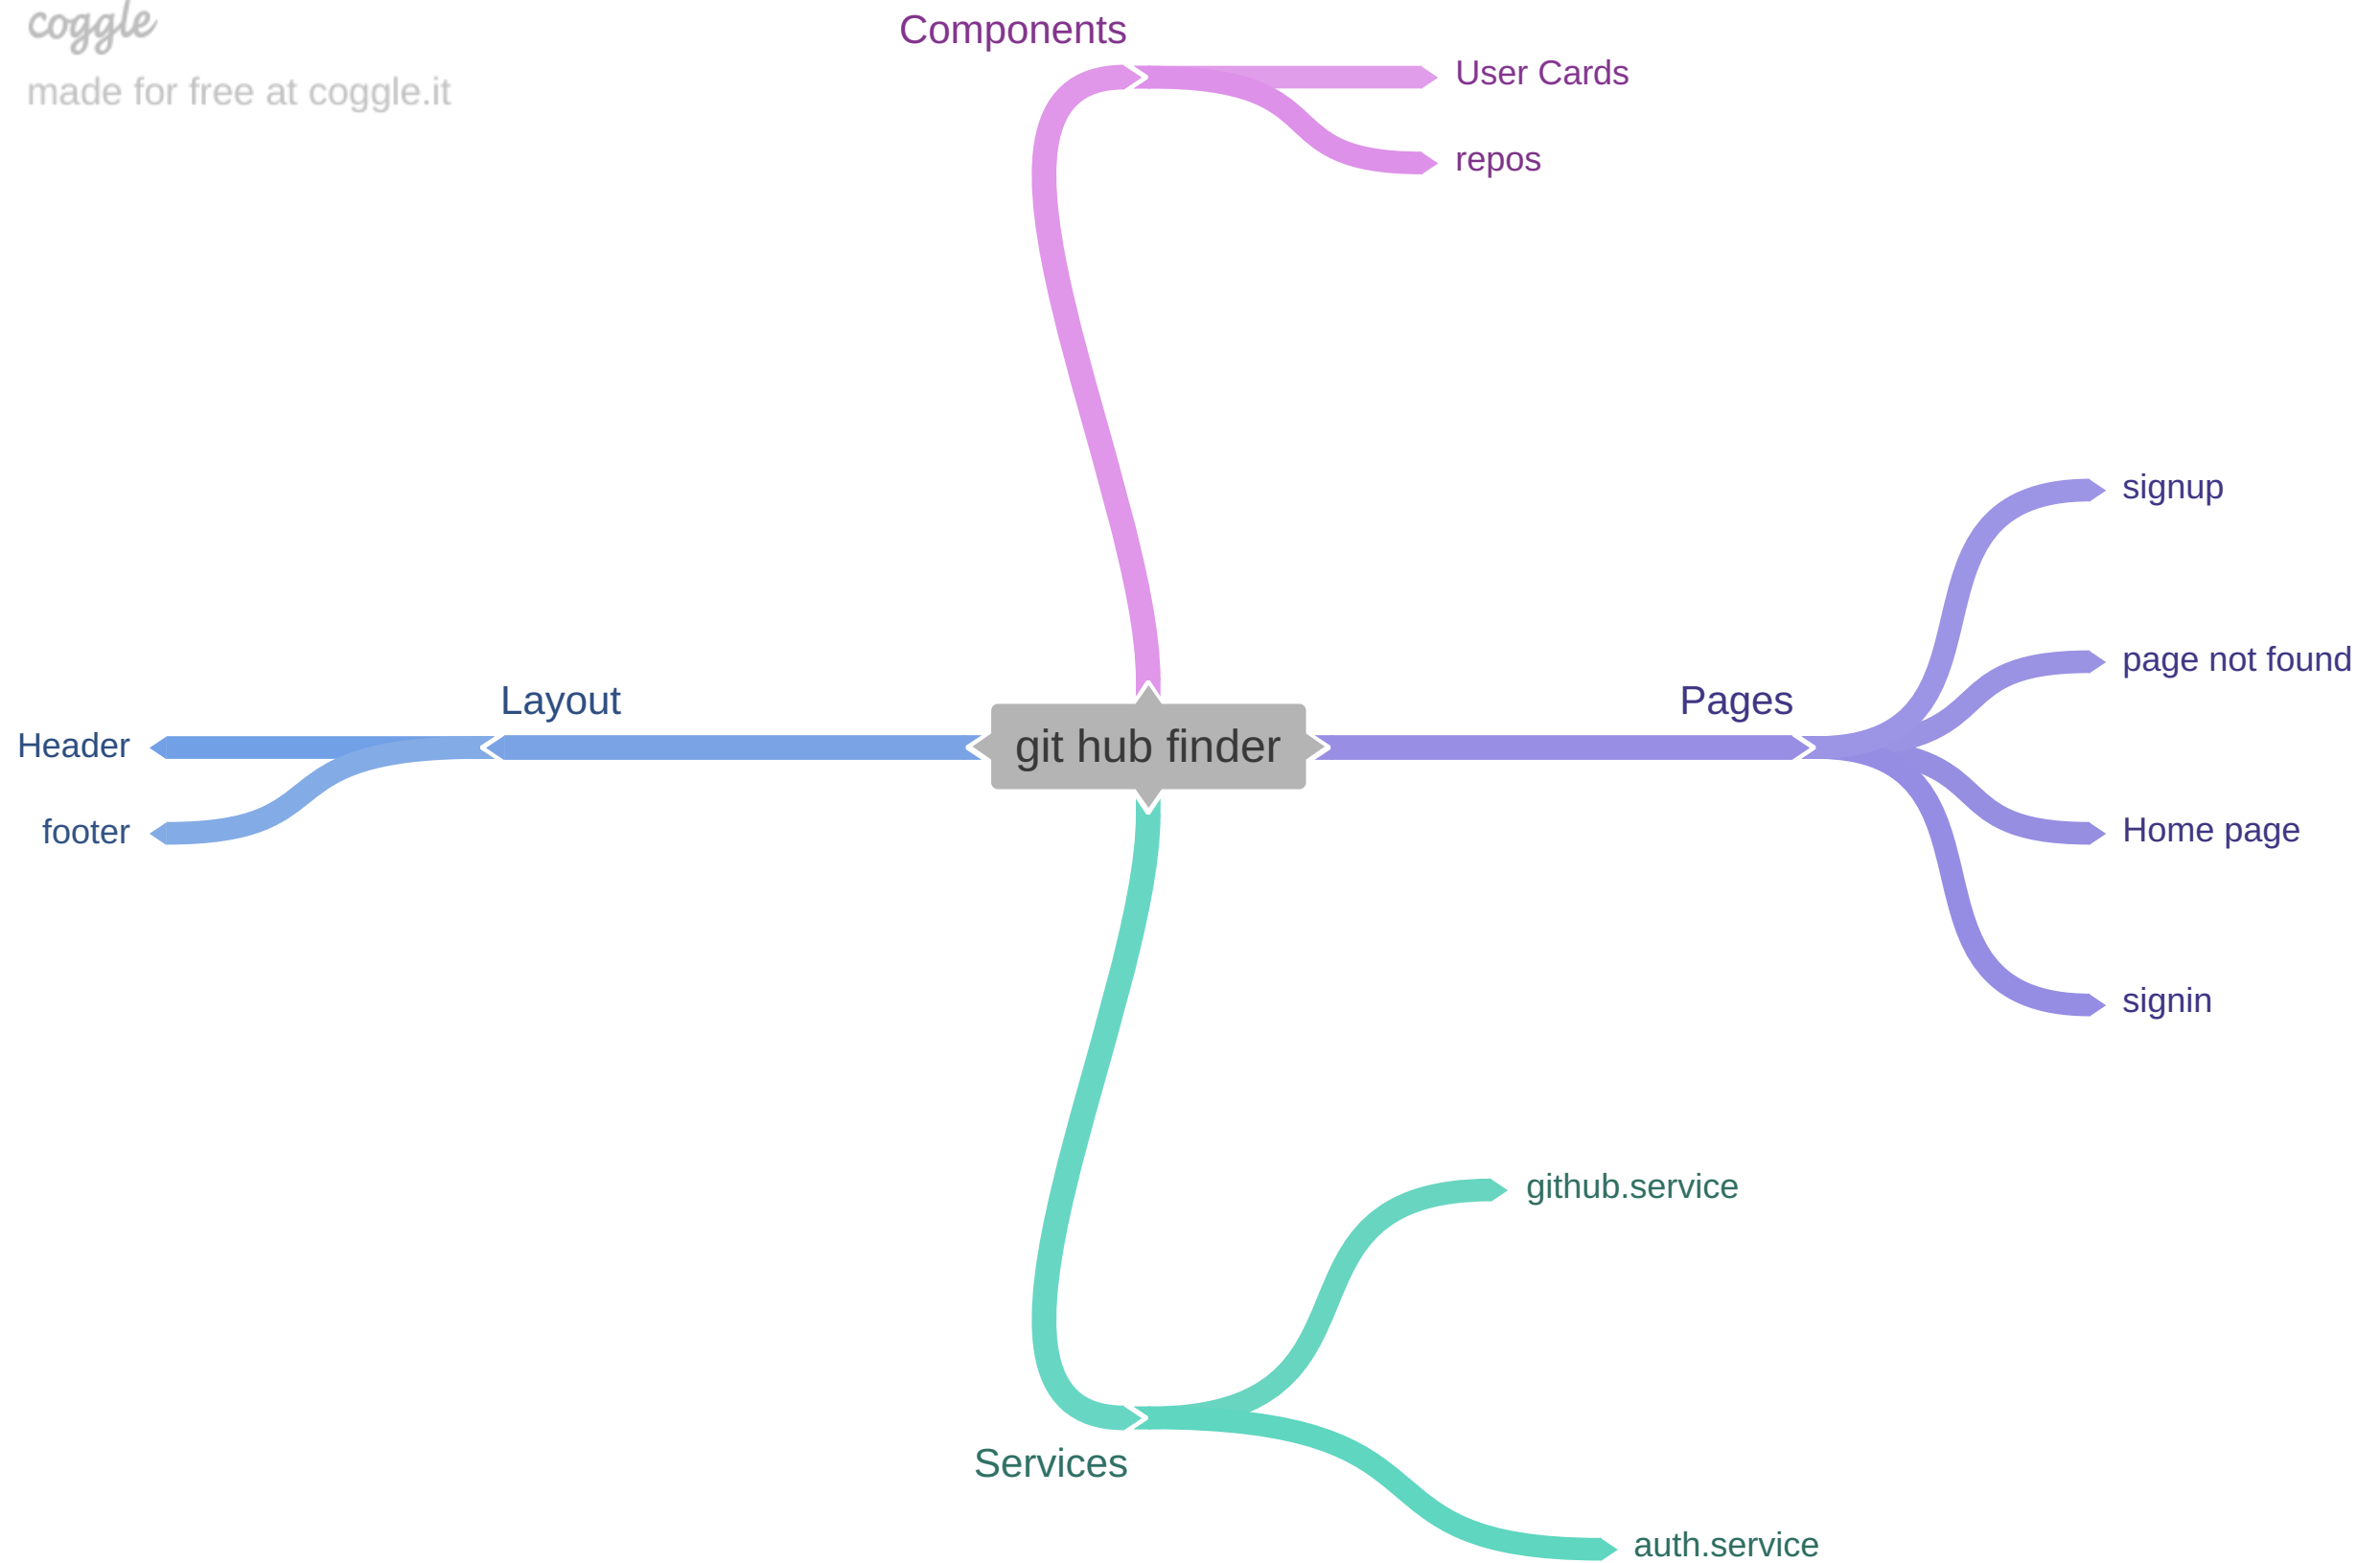 coggle
made for free at coggle.it
Components
User Cards
repos
signup
page not found
Pages
Layout
Header
git hub finder
footer
Home page
signin
github.service
Services
auth.service